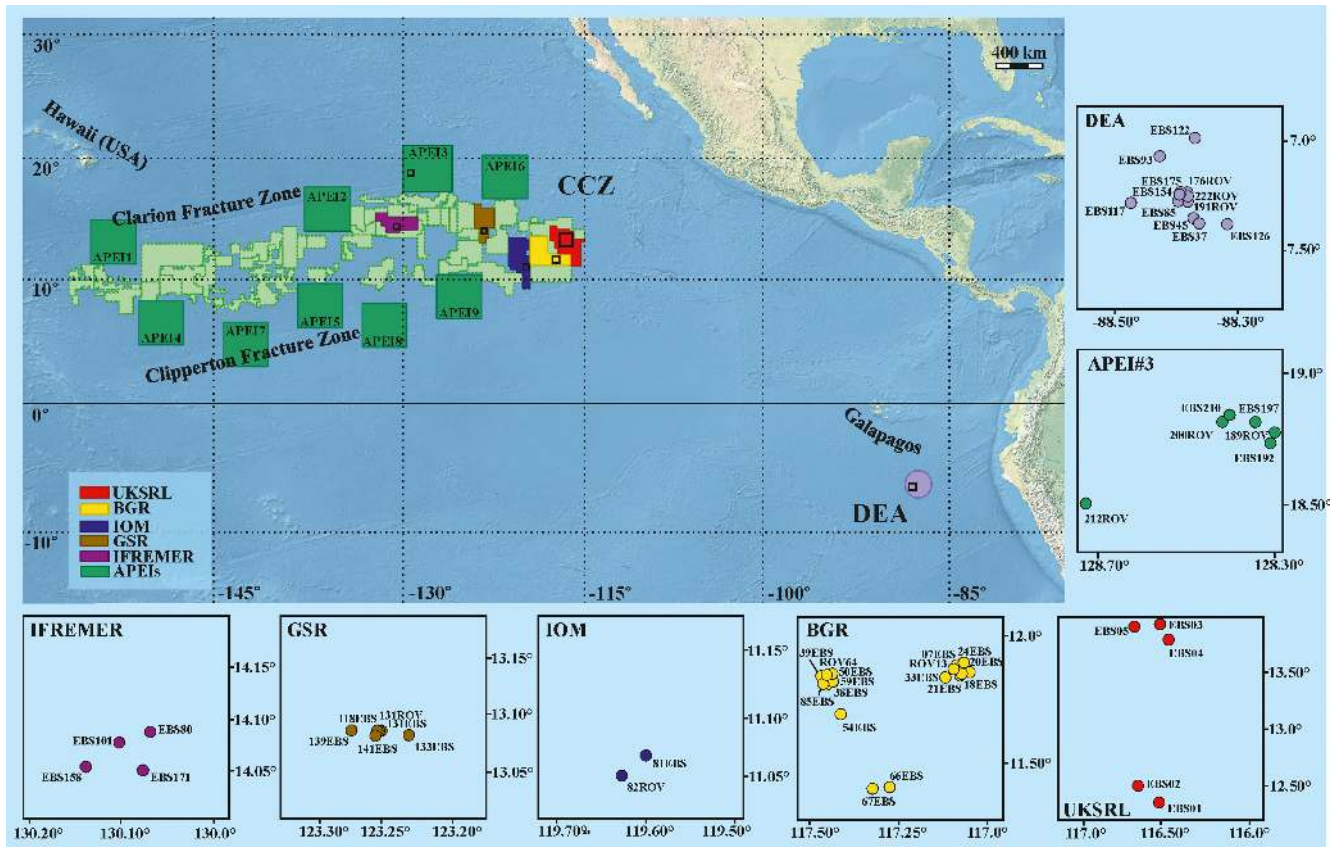 30°
400 km
Hawaii (USA)
20°
APEI3
APEI6
CCZ
APEI2
Clarion Fracture Zone
APEI1
10°
APEI9
APEI5
APEI4
APEI7
APEI8
Clipperton Fracture Zone
0°
Galapagos
DEA
-10°
UKSRL
BGR
IOM
GSR
IFREMER
APEIs
-145°
-130°
-115°
-100°
-85°
DEA
EBS122
-7.0°
EBS93
EBS175
176ROV
EBS154
222ROV
EBS117
191ROV
EBS85
EBS45
EBS37
EBS126
-7.50°
-88.50°
-88.30°
APEI#3
19.0°
EBS210
EBS197
200ROV
189ROV
EBS192
18.50°
212ROV
128.70°
128.30°
IFREMER
14.15°
EBS80
EBS101
EBS158
EBS171
14.05°
130.20°
130.10°
130.0°
GSR
13.15°
118EBS
131ROV
131EBS
13.10°
139EBS
141EBS
133EBS
13.05°
123.30°
123.25°
123.20°
IOM
11.15°
11.10°
81EBS
82ROV
11.05°
119.70%
119.60°
119.50°
BGR
12.0°
39EBS
ROV64
50EBS
59EBS
38EBS
85EBS
54EBS
07EBS
24EBS
ROV13
20EBS
33EBS
21EBS
18EBS
11.50°
66EBS
67EBS
117.50°
117.25°
117.0°
EBS05
EBS03
EBS04
13.50°
13.0°
EBS02
12.50°
UKSRL
EBS01
117.0°
116.50°
116.0°